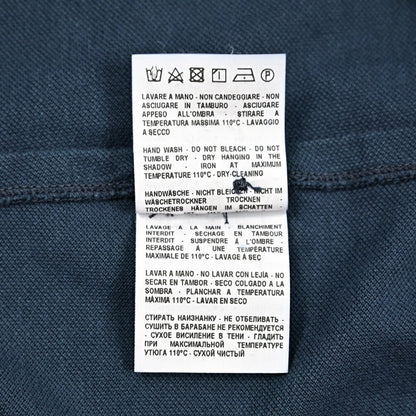 LAVARE A MANO - NON CANDEGGIARE - NON
ASCIUGARE IN TAMBURO - ASCIUGARE
APPESO ALL'OMBRA - STIRARE A
TEMPERATURA MASSIMA 110°C - LAVAGGIO
A SECCO
HAND WASH - DO NOT BLEACH - DO NOT
TUMBLE DRY - DRY HANGING IN THE
SHADOW - IRON AT MAXIMUM
TEMPERATURE 110°C - DRY-CLEANING
HANDWÄSCHE - NICHT BLEICHEN - NICHT IM
WÄSCHETROCKNER TROCKNEN -
TROCKENES HÄNGEN IM SCHATTEN
LAVAGE A LA MAIN - BLANCHIMENT
INTERDIT - SÉCHAGE EN TAMBOUR
INTERDIT - SUSPENDRE À L'OMBRE -
REPASSAGE À UNE TEMPÉRATURE
MAXIMALE DE 110°C - LAVAGE À SEC
LAVAR A MANO - NO LAVAR CON LEJÍA - NO
SECAR EN TAMBOR - SECO COLGADO A LA
SOMBRA - PLANCHAR A TEMPERATURA
MÁXIMA 110°C - LAVAR EN SECO
СТИРАТЬ НАИЗНАНКУ - НЕ ОТБЕЛИВАТЬ -
СУШИТЬ В БАРАБАНЕ НЕ РЕКОМЕНДУЕТСЯ
- СУХОЕ ВИСИЛЕНИЕ В ТЕНИ - ГЛАДИТЬ
ПРИ МАКСИМАЛЬНОЙ ТЕМПЕРАТУРЕ
УТЮГА 110°C - СУХОЙ ЧИСТЫЙ